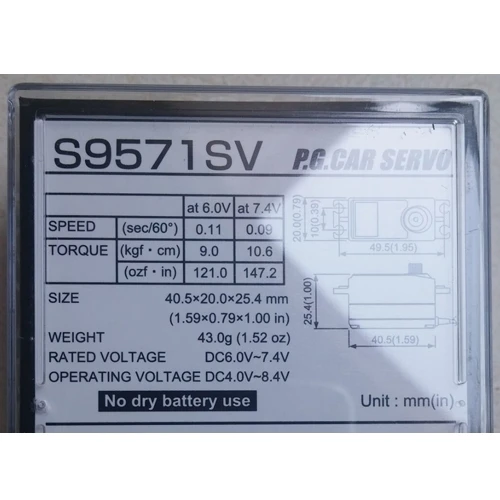 S9571SV P.G.CAR SERVO
at 6.0V at 7.4V
SPEED (sec/60°) 0.11 0.09
TORQUE (kgf・cm) 9.0 10.6
(ozf・in) 121.0 147.2
SIZE 40.5×20.0×25.4 mm
(1.59×0.79×1.00 in)
WEIGHT 43.0g (1.52 oz)
RATED VOLTAGE DC6.0V~7.4V
OPERATING VOLTAGE DC4.0V~8.4V
No dry battery use
20.0(0.79)
10(0.39)
49.5(1.95)
25.4(1.00)
40.5(1.59)
Unit : mm(in)